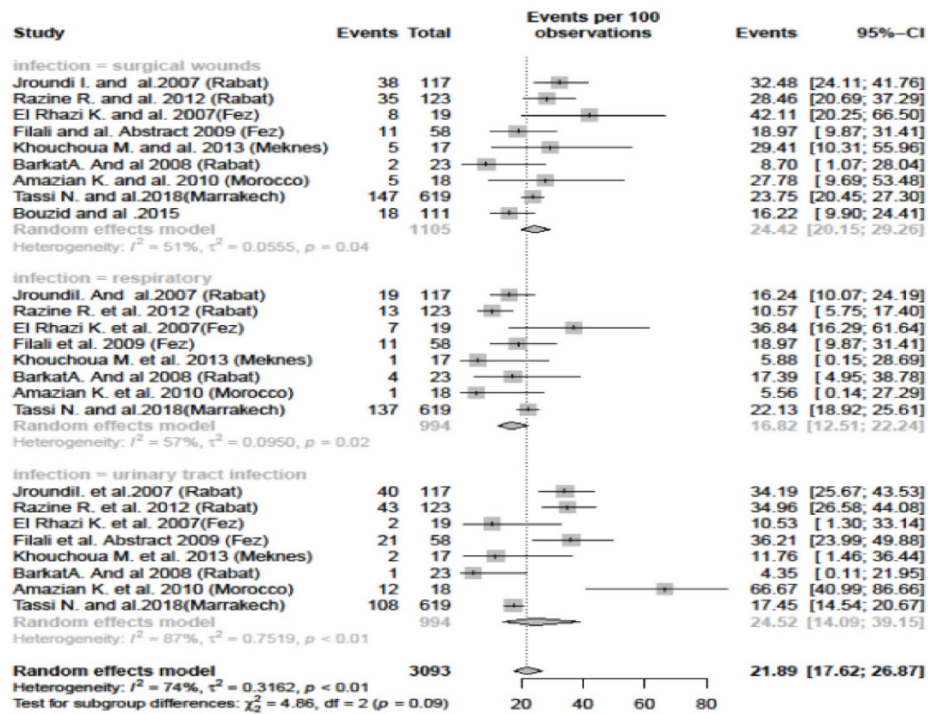 Study Events Total Events per 100 observations Events 95%-CI
infection = surgical wounds
Jroundi I. and al.2007 (Rabat) 38 117 32.48 [24.11; 41.76]
Razine R. and al. 2012 (Rabat) 35 123 28.46 [20.69; 37.29]
El Rhazi K. and al. 2007(Fez) 8 19 42.11 [20.25; 66.50]
Filali and al. Abstract 2009 (Fez) 11 58 18.97 [ 9.87; 31.41]
Khouchoua M. and al. 2013 (Meknes) 5 17 29.41 [10.31; 55.96]
BarkatA. And al 2008 (Rabat) 2 23 8.70 [ 1.07; 28.04]
Amazian K. and al. 2010 (Morocco) 5 18 27.78 [ 9.69; 53.48]
Tassi N. and al.2018(Marrakech) 147 619 23.75 [20.45; 27.30]
Bouzid and al .2015 18 111 16.22 [ 9.90; 24.41]
Random effects model 1105 24.42 [20.15; 29.26]
Heterogeneity: I² = 51%, τ² = 0.0555, p = 0.04
infection = respiratory
JroundiI. And al.2007 (Rabat) 19 117 16.24 [10.07; 24.19]
Razine R. et al. 2012 (Rabat) 13 123 10.57 [ 5.75; 17.40]
El Rhazi K. et al. 2007(Fez) 7 19 36.84 [16.29; 61.64]
Filali et al. 2009 (Fez) 11 58 18.97 [ 9.87; 31.41]
Khouchoua M. et al. 2013 (Meknes) 1 17 5.88 [ 0.15; 28.69]
BarkatA. And al 2008 (Rabat) 4 23 17.39 [ 4.95; 38.78]
Amazian K. et al. 2010 (Morocco) 1 18 5.56 [ 0.14; 27.29]
Tassi N. and al.2018(Marrakech) 137 619 22.13 [18.92; 25.61]
Random effects model 994 16.82 [12.51; 22.24]
Heterogeneity: I² = 57%, τ² = 0.0950, p = 0.02
infection = urinary tract infection
JroundiI. et al.2007 (Rabat) 40 117 34.19 [25.67; 43.53]
Razine R. et al. 2012 (Rabat) 43 123 34.96 [26.58; 44.08]
El Rhazi K. et al. 2007(Fez) 2 19 10.53 [ 1.30; 33.14]
Filali et al. Abstract 2009 (Fez) 21 58 36.21 [23.99; 49.88]
Khouchoua M. et al. 2013 (Meknes) 2 17 11.76 [ 1.46; 36.44]
BarkatA. And al 2008 (Rabat) 1 23 4.35 [ 0.11; 21.95]
Amazian K. et al. 2010 (Morocco) 12 18 66.67 [40.99; 86.66]
Tassi N. and al.2018(Marrakech) 108 619 17.45 [14.54; 20.67]
Random effects model 994 24.52 [14.09; 39.15]
Heterogeneity: I² = 87%, τ² = 0.7519, p < 0.01
Random effects model 3093 21.89 [17.62; 26.87]
Heterogeneity: I² = 74%, τ² = 0.3162, p < 0.01
Test for subgroup differences: χ²₂ = 4.86, df = 2 (p = 0.09)
20 40 60 80